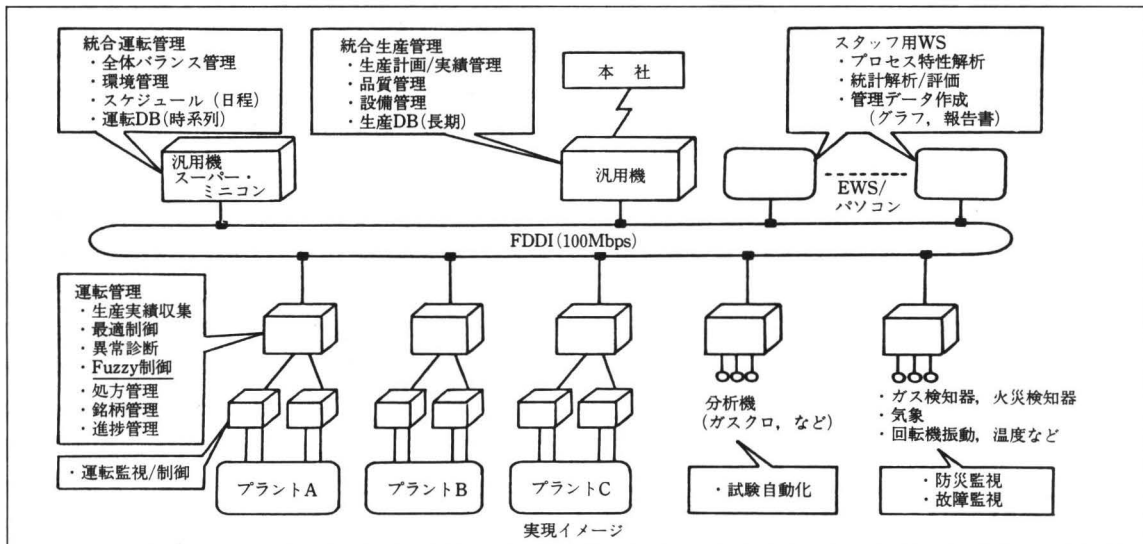 統合運転管理
・全体バランス管理
・環境管理
・スケジュール（日程）
・運転DB(時系列)
汎用機
スーパー・
ミニコン
統合生産管理
・生産計画/実績管理
・品質管理
・設備管理
・生産DB(長期)
本 社
汎用機
スタッフ用WS
・プロセス特性解析
・統計解析/評価
・管理データ作成
(グラフ，報告書)
EWS/
パソコン
FDDI(100Mbps)
運転管理
・生産実績収集
・最適制御
・異常診断
・Fuzzy制御
・処方管理
・銘柄管理
・進捗管理
・運転監視/制御
プラントA
プラントB
プラントC
分析機
(ガスクロ，など)
・試験自動化
・ガス検知器，火災検知器
・気象
・回転機振動，温度など
・防災監視
・故障監視
実現イメージ